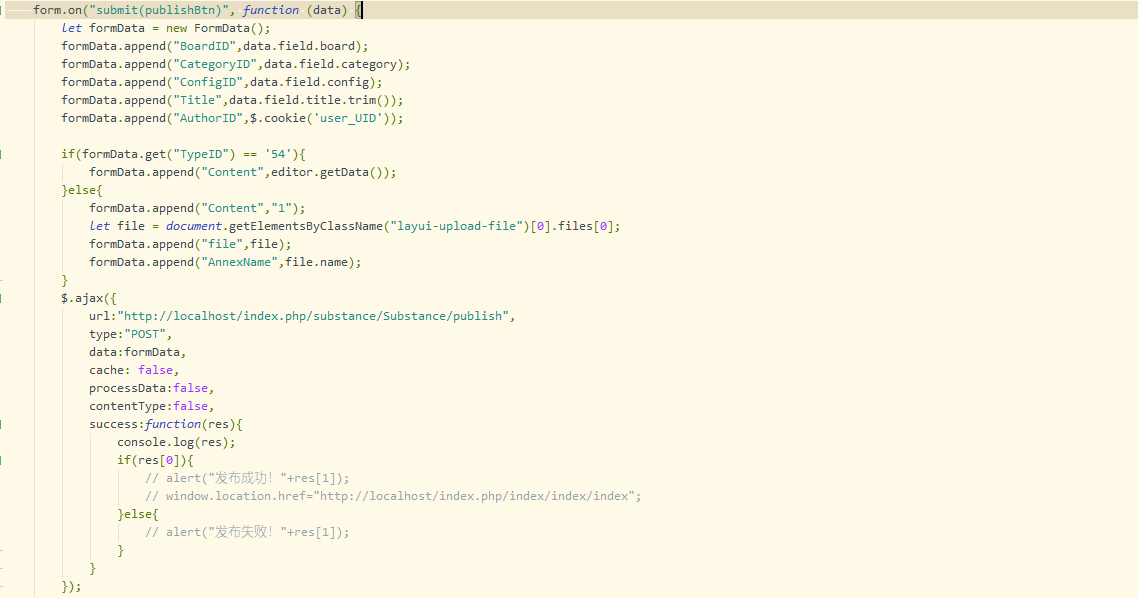 form.on("submit(publishBtn)", function (data) {
let formData = new FormData();
formData.append("BoardID",data.field.board);
formData.append("CategoryID",data.field.category);
formData.append("ConfigID",data.field.config);
formData.append("Title",data.field.title.trim());
formData.append("AuthorID",$.cookie('user_UID'));
if(formData.get("TypeID") == '54'){
formData.append("Content",editor.getData());
}else{
formData.append("Content","1");
let file = document.getElementsByClassName("layui-upload-file")[0].files[0];
formData.append("file",file);
formData.append("AnnexName",file.name);
}
$.ajax({
url:"http://localhost/index.php/substance/Substance/publish",
type:"POST",
data:formData,
cache: false,
processData:false,
contentType:false,
success:function(res){
console.log(res);
if(res[0]){
// alert("发布成功! "+res[1]);
// window.location.href="http://localhost/index.php/index/index/index";
}else{
// alert("发布失败! "+res[1]);
}
}
});